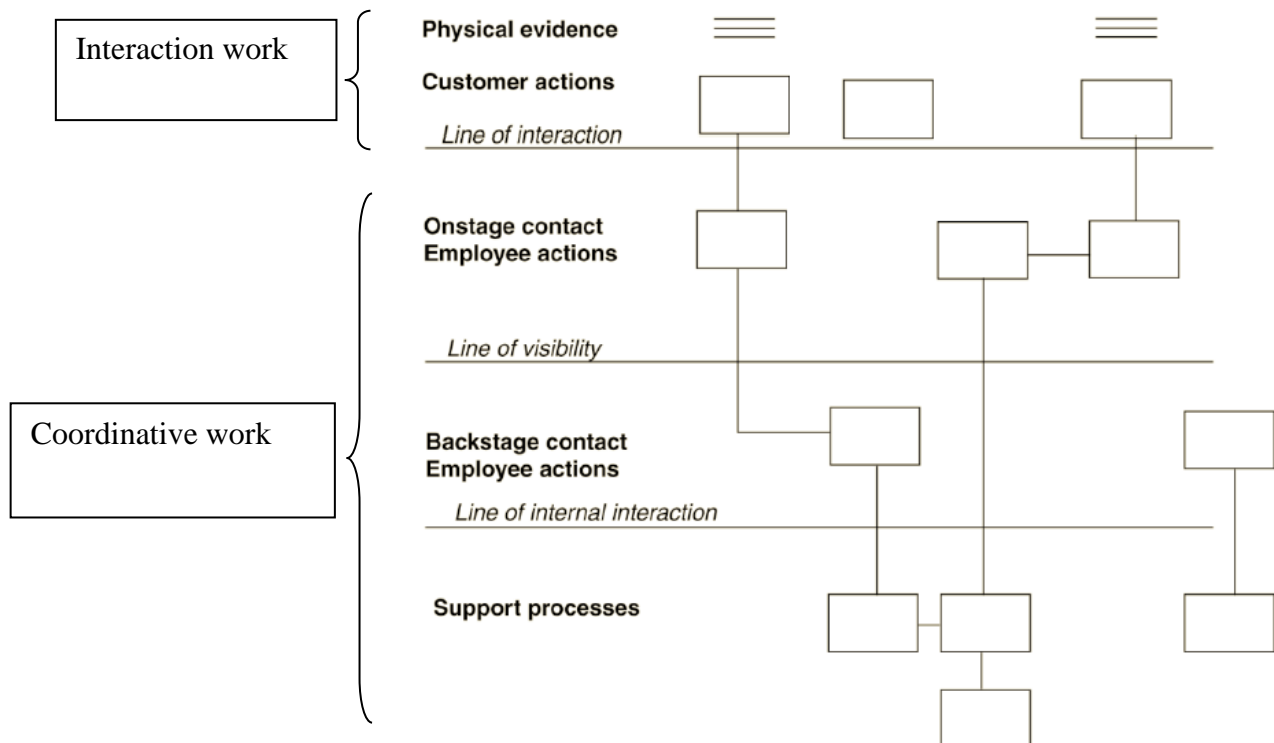 Interaction work
Physical evidence
Customer actions
Line of interaction
Onstage contact
Employee actions
Line of visibility
Coordinative work
Backstage contact
Employee actions
Line of internal interaction
Support processes